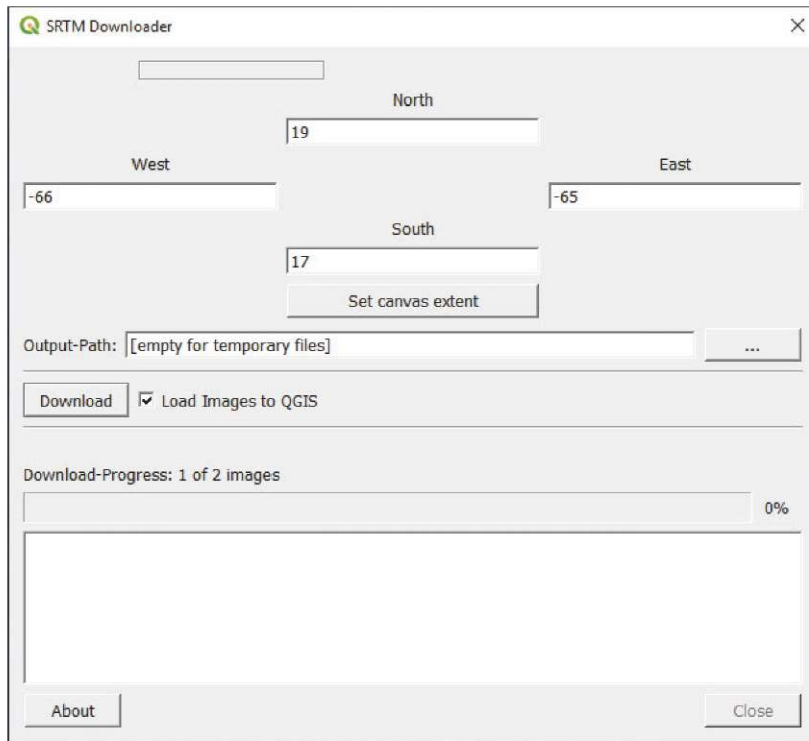 SRTM Downloader
North
19
West East
-66 -65
South
17
Set canvas extent
Output-Path: [empty for temporary files] ...
Download Load Images to QGIS
Download-Progress: 1 of 2 images
0%
About Close